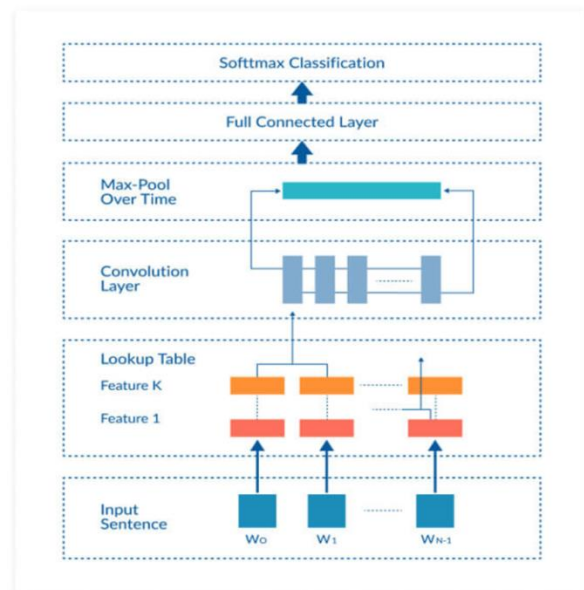 Softtmax Classification
Full Connected Layer
Max-Pool
Over Time
Convolution
Layer
Lookup Table
Feature K
Feature 1
Input
Sentence
W0 W1 WN-1